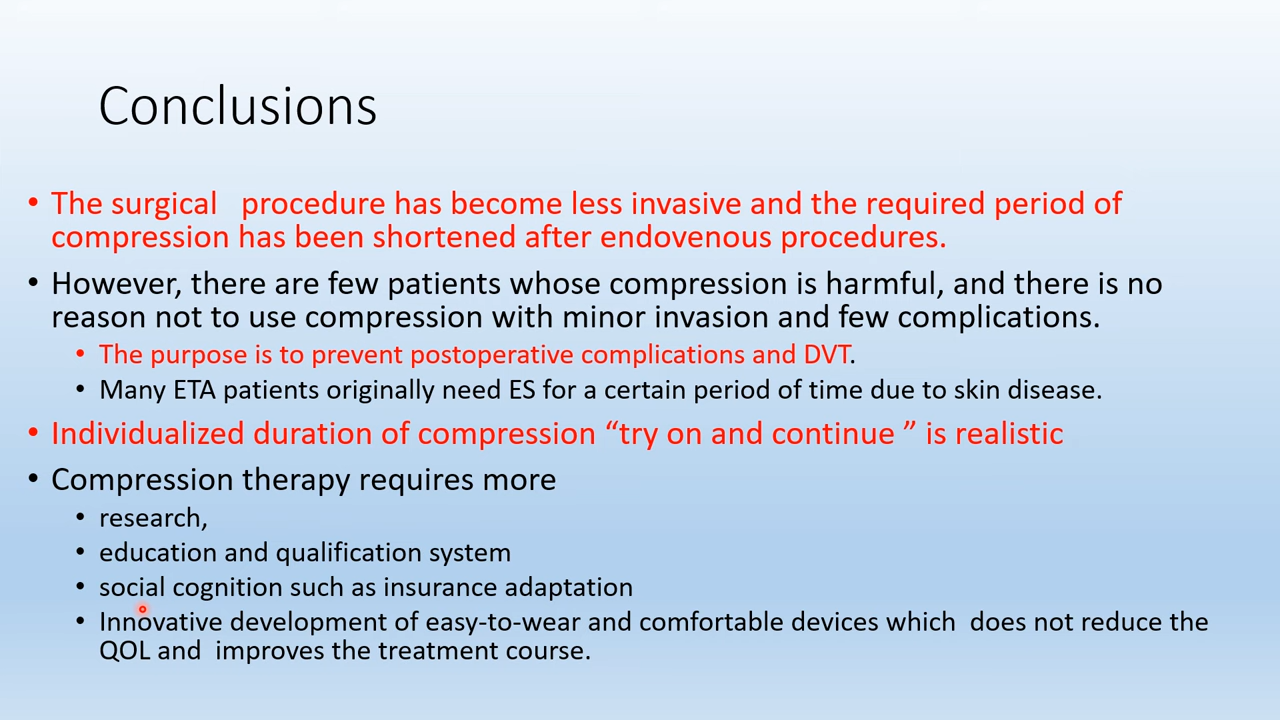 Conclusions
• The surgical   procedure has become less invasive and the required period of
compression has been shortened after endovenous procedures.
• However, there are few patients whose compression is harmful, and there is no
reason not to use compression with minor invasion and few complications.
• The purpose is to prevent postoperative complications and DVT.
• Many ETA patients originally need ES for a certain period of time due to skin disease.
• Individualized duration of compression “try on and continue ” is realistic
• Compression therapy requires more
• research,
• education and qualification system
• social cognition such as insurance adaptation
• Innovative development of easy-to-wear and comfortable devices which  does not reduce the
QOL and  improves the treatment course.